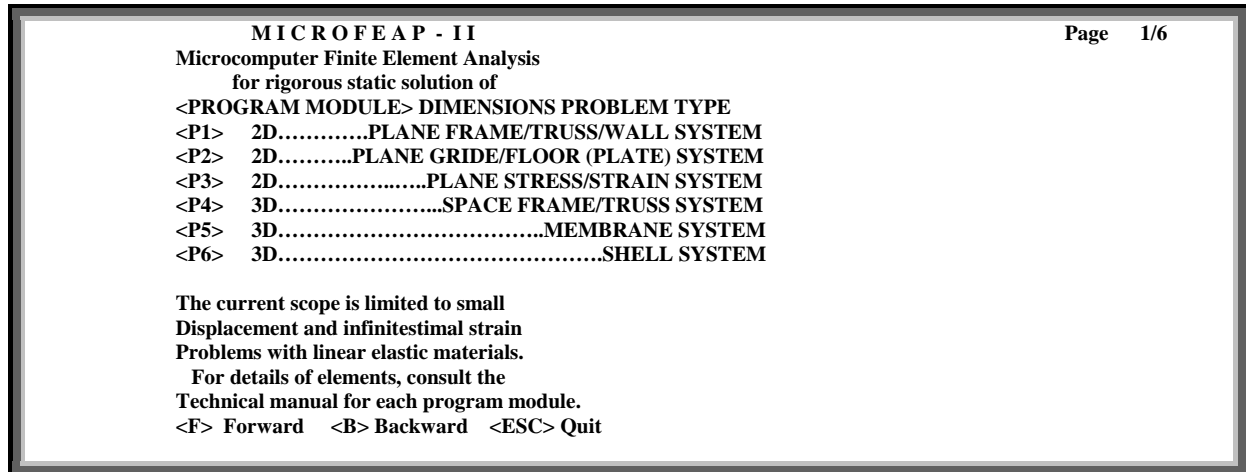 M I C R O F E A P - I I Page 1/6
Microcomputer Finite Element Analysis
for rigorous static solution of
<PROGRAM MODULE> DIMENSIONS PROBLEM TYPE
<P1> 2D………….PLANE FRAME/TRUSS/WALL SYSTEM
<P2> 2D………..PLANE GRIDE/FLOOR (PLATE) SYSTEM
<P3> 2D……………..…..PLANE STRESS/STRAIN SYSTEM
<P4> 3D…………………...SPACE FRAME/TRUSS SYSTEM
<P5> 3D………………………………..MEMBRANE SYSTEM
<P6> 3D……………………………………….SHELL SYSTEM
The current scope is limited to small
Displacement and infinitestimal strain
Problems with linear elastic materials.
For details of elements, consult the
Technical manual for each program module.
<F> Forward <B> Backward <ESC> Quit